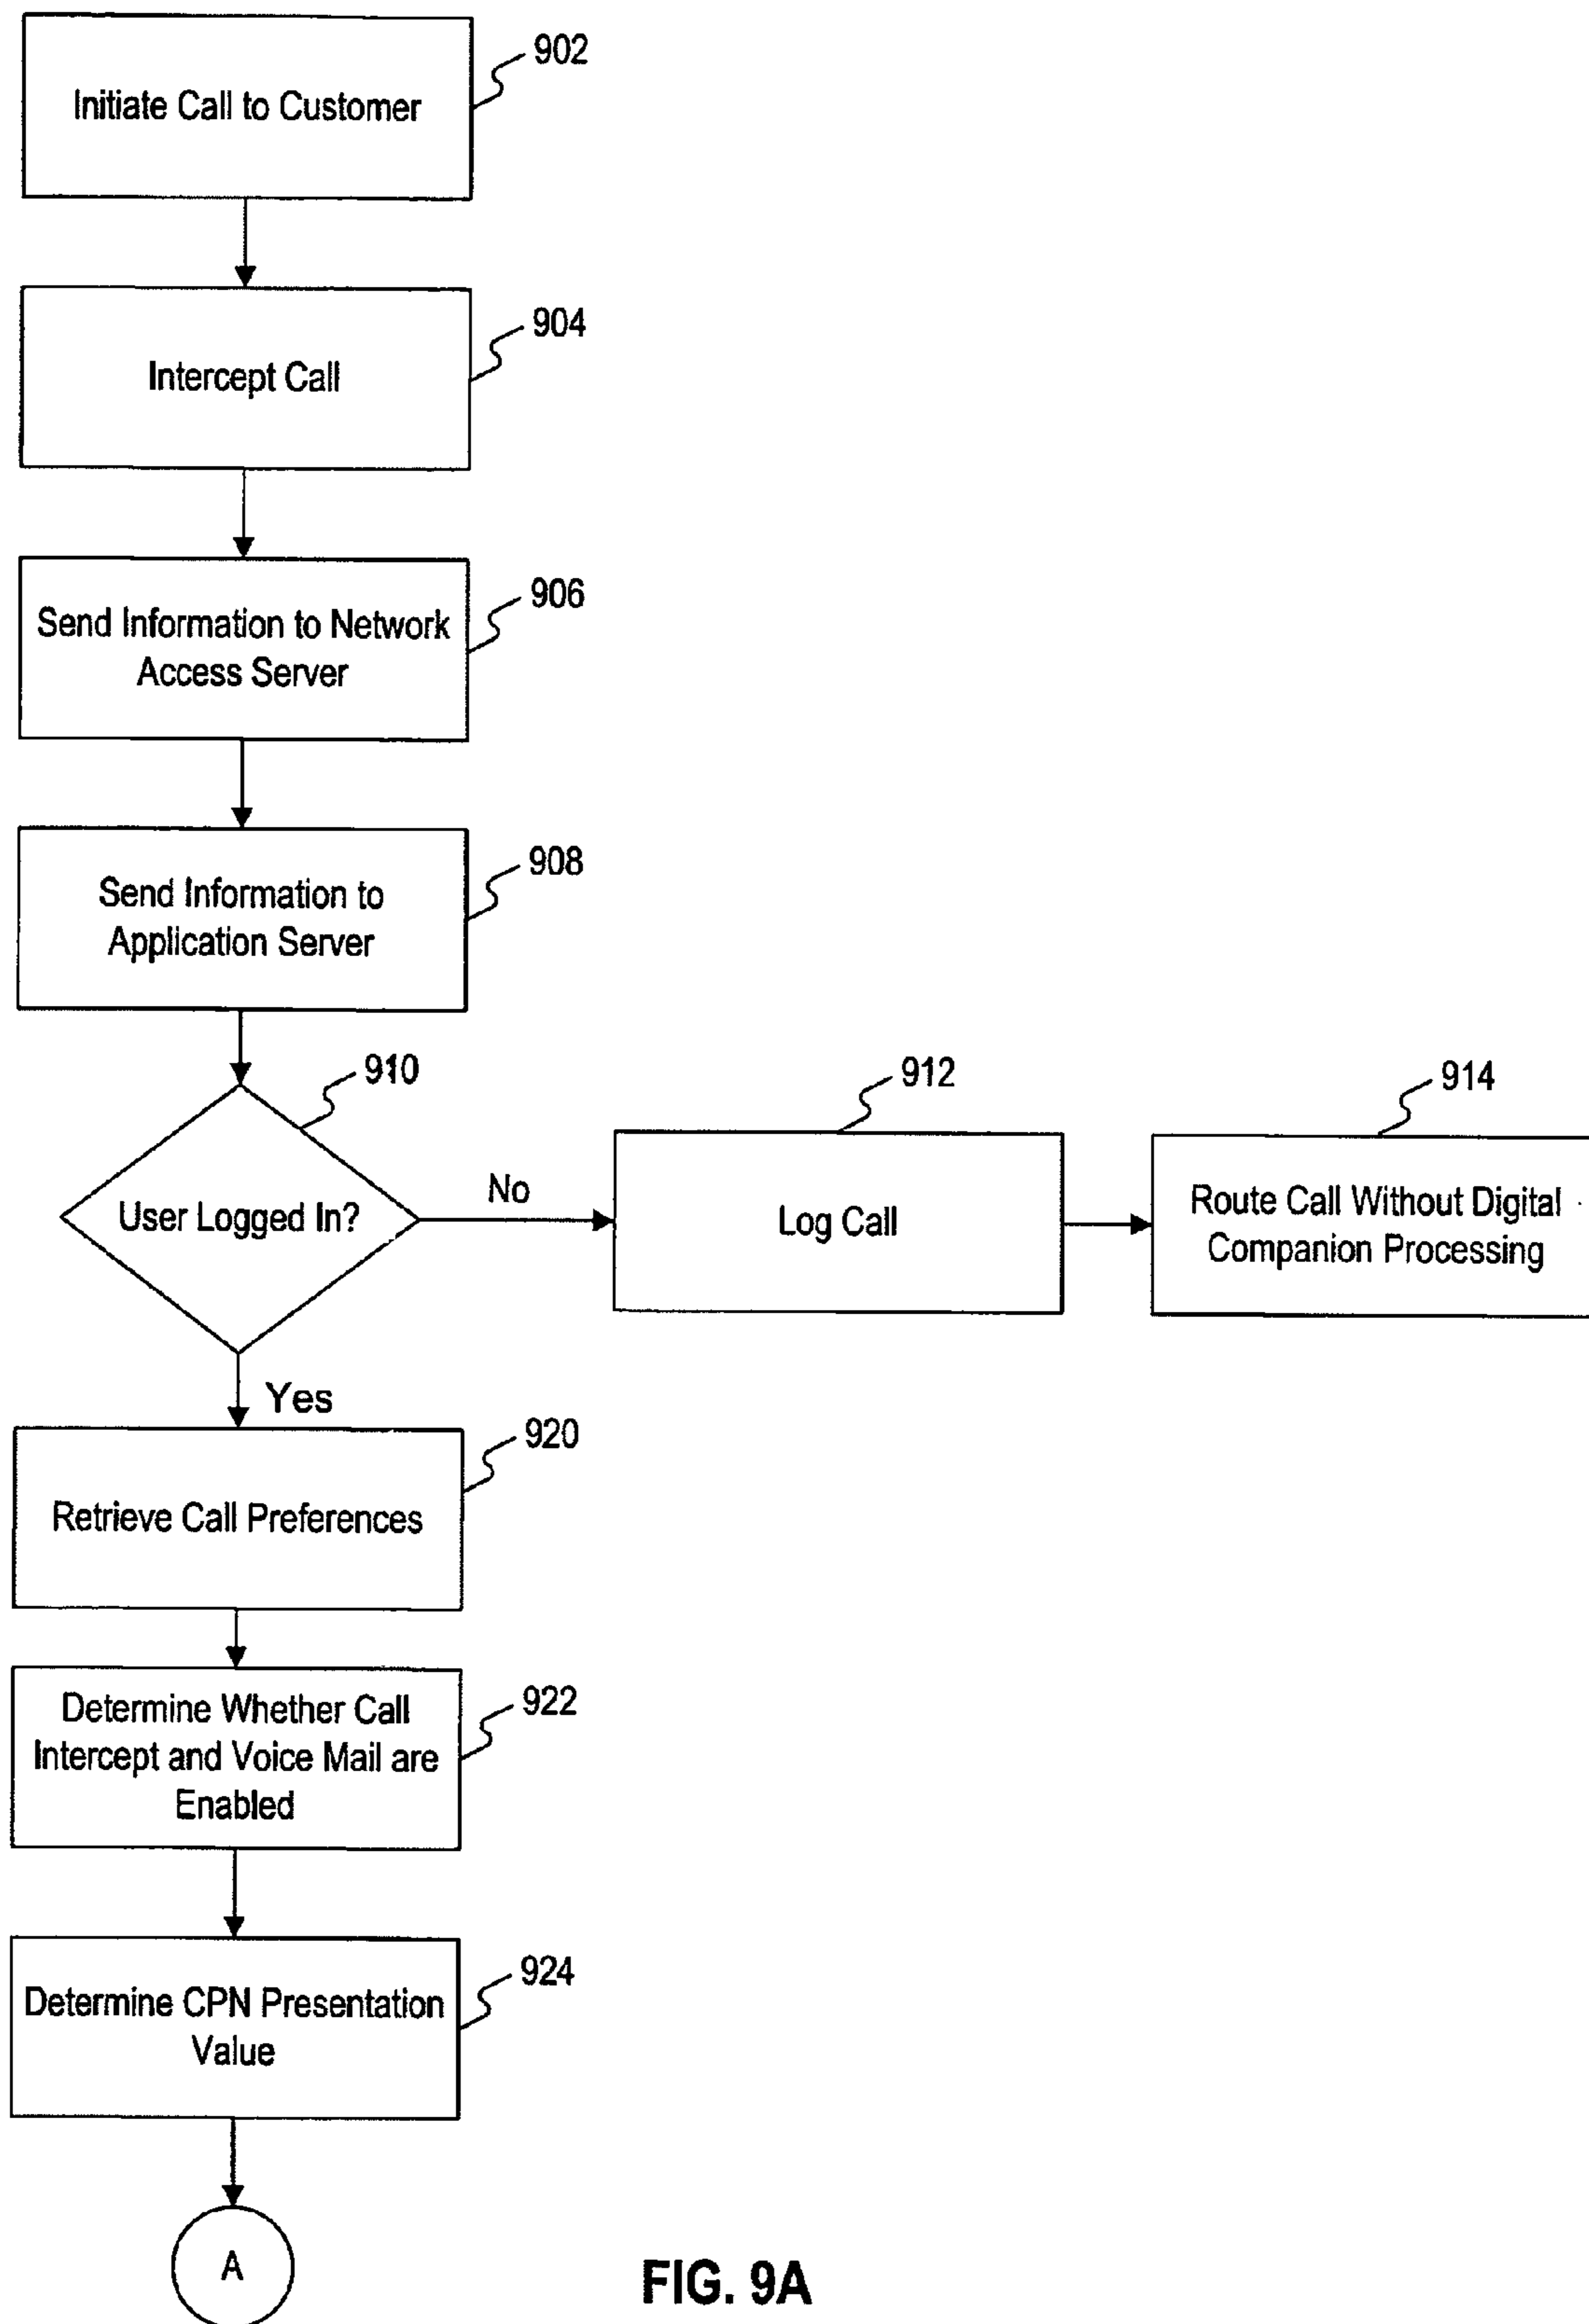 902
Initiate Call to Customer
904
Intercept Call
906
Send Information to Network
Access Server
908
Send Information to
Application Server
910
912
914
User Logged In?
No
Log Call
Route Call Without Digital
Companion Processing
Yes
920
Retrieve Call Preferences
922
Determine Whether Call
Intercept and Voice Mail are
Enabled
924
Determine CPN Presentation
Value
A
FIG. 9A